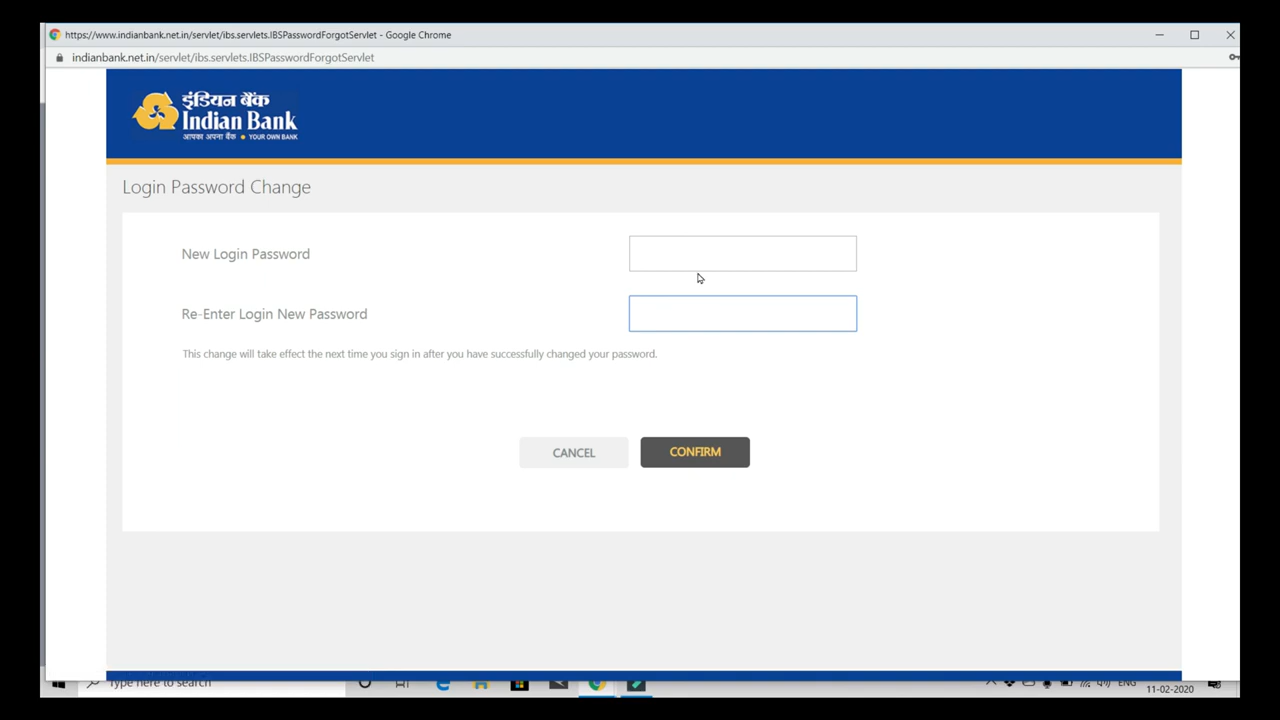 https://www.indianbank.net.in/servlet/ibs.servlets.IBSPasswordForgotServlet - Google Chrome
indianbank.net.in/servlet/ibs.servlets.IBSPasswordForgotServlet
इंडियन बैंक
Indian Bank
आपका अपना बैंक YOUR OWN BANK
Login Password Change
New Login Password
Re-Enter Login New Password
This change will take effect the next time you sign in after you have successfully changed your password.
CANCEL CONFIRM
Type here to search
ENG
11-02-2020